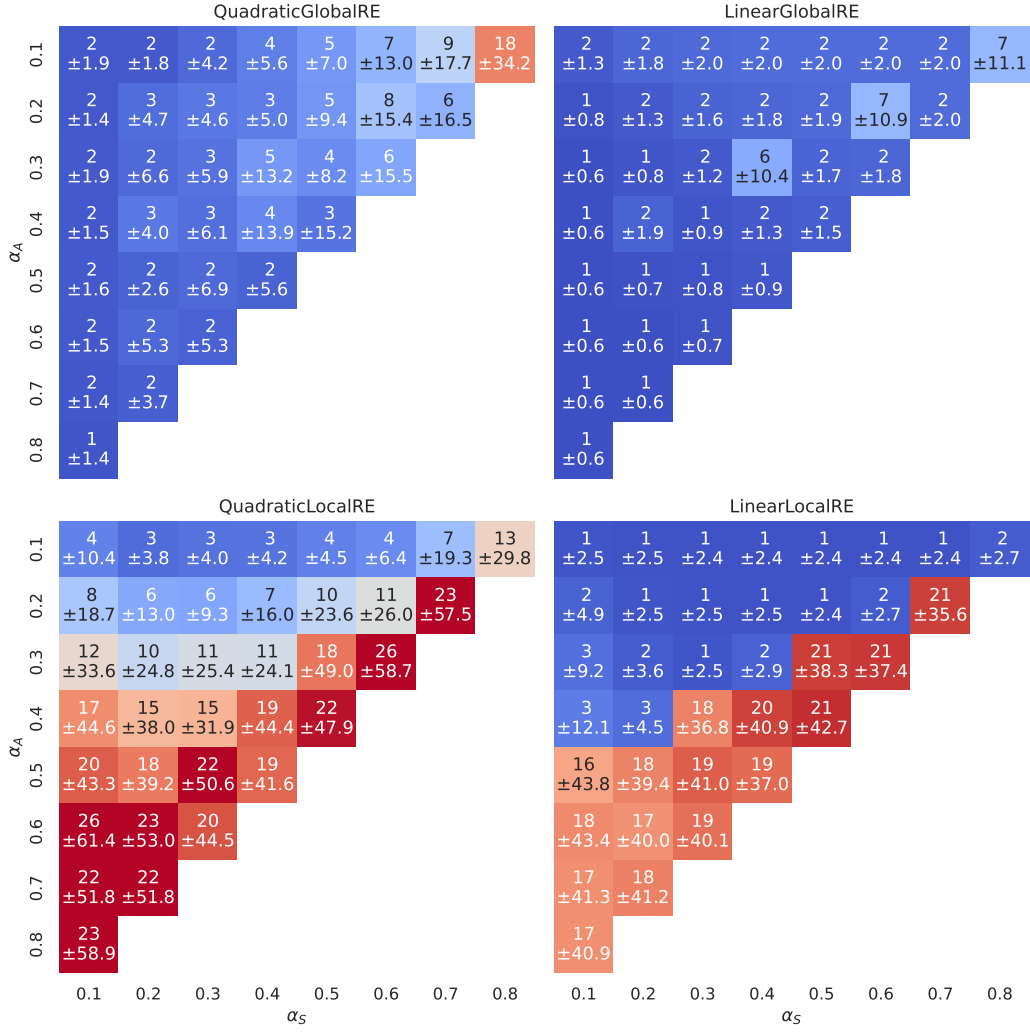 QuadraticGlobalRE
0.1 2 2 2 4 5 7 9 18
±1.9 ±1.8 ±4.2 ±5.6 ±7.0 ±13.0 ±17.7 ±34.2
0.2 2 3 3 3 5 8 6
±1.4 ±4.7 ±4.6 ±5.0 ±9.4 ±15.4 ±16.5
0.3 2 2 3 5 4 6
±1.9 ±6.6 ±5.9 ±13.2 ±8.2 ±15.5
0.4 2 3 3 4 3
±1.5 ±4.0 ±6.1 ±13.9 ±15.2
α_A
0.5 2 2 2 2
±1.6 ±2.6 ±6.9 ±5.6
0.6 2 2 2
±1.5 ±5.3 ±5.3
0.7 2 2
±1.4 ±3.7
0.8 1
±1.4
LinearGlobalRE
2 2 2 2 2 2 2 7
±1.3 ±1.8 ±2.0 ±2.0 ±2.0 ±2.0 ±2.0 ±11.1
1 2 2 2 2 7 2
±0.8 ±1.3 ±1.6 ±1.8 ±1.9 ±10.9 ±2.0
1 1 2 6 2 2
±0.6 ±0.8 ±1.2 ±10.4 ±1.7 ±1.8
1 2 1 2 2
±0.6 ±1.9 ±0.9 ±1.3 ±1.5
1 1 1 1
±0.6 ±0.7 ±0.8 ±0.9
1 1 1
±0.6 ±0.6 ±0.7
1 1
±0.6 ±0.6
1
±0.6
QuadraticLocalRE
0.1 4 3 3 3 4 4 7 13
±10.4 ±3.8 ±4.0 ±4.2 ±4.5 ±6.4 ±19.3 ±29.8
0.2 8 6 6 7 10 11 23
±18.7 ±13.0 ±9.3 ±16.0 ±23.6 ±26.0 ±57.5
0.3 12 10 11 11 18 26
±33.6 ±24.8 ±25.4 ±24.1 ±49.0 ±58.7
0.4 17 15 15 19 22
±44.6 ±38.0 ±31.9 ±44.4 ±47.9
α_A
0.5 20 18 22 19
±43.3 ±39.2 ±50.6 ±41.6
0.6 26 23 20
±61.4 ±53.0 ±44.5
0.7 22 22
±51.8 ±51.8
0.8 23
±58.9
0.1 0.2 0.3 0.4 0.5 0.6 0.7 0.8
α_S
LinearLocalRE
1 1 1 1 1 1 1 2
±2.5 ±2.5 ±2.4 ±2.4 ±2.4 ±2.4 ±2.4 ±2.7
2 1 1 1 1 2 21
±4.9 ±2.5 ±2.5 ±2.5 ±2.4 ±2.7 ±35.6
3 2 1 2 21 21
±9.2 ±3.6 ±2.5 ±2.9 ±38.3 ±37.4
3 3 18 20 21
±12.1 ±4.5 ±36.8 ±40.9 ±42.7
16 18 19 19
±43.8 ±39.4 ±41.0 ±37.0
18 17 19
±43.4 ±40.0 ±40.1
17 18
±41.3 ±41.2
17
±40.9
0.1 0.2 0.3 0.4 0.5 0.6 0.7 0.8
α_S